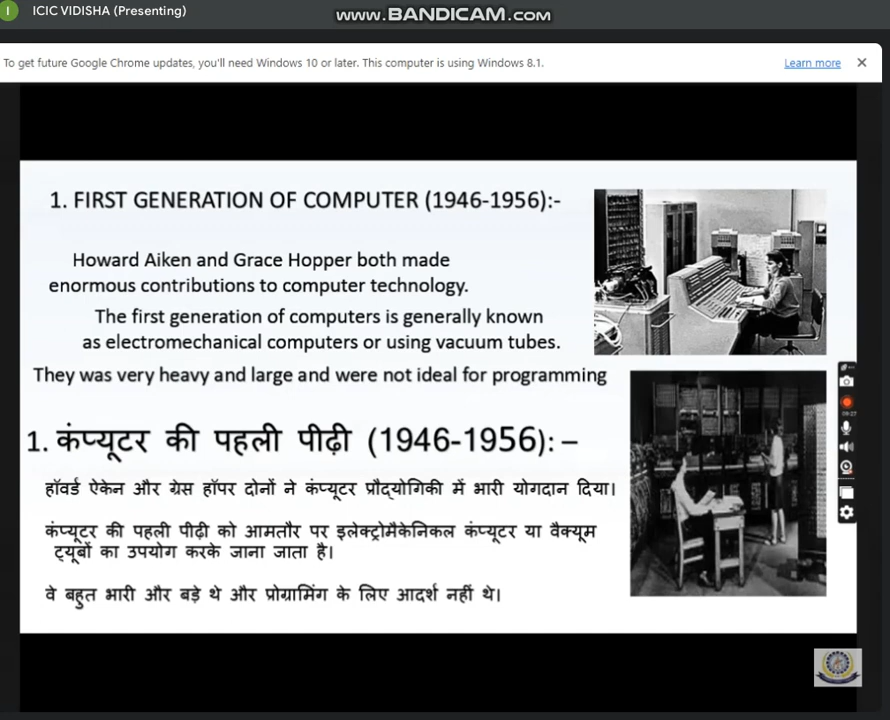 I
ICIC VIDISHA (Presenting)
www.BANDICAM.com
To get future Google Chrome updates, you'll need Windows 10 or later. This computer is using Windows 8.1.
Learn more
1. FIRST GENERATION OF COMPUTER (1946-1956):-
Howard Aiken and Grace Hopper both made
enormous contributions to computer technology.
The first generation of computers is generally known
as electromechanical computers or using vacuum tubes.
They was very heavy and large and were not ideal for programming
1. कंप्यूटर की पहली पीढ़ी (1946-1956): –
हॉवर्ड ऐकेन और ग्रेस हॉपर दोनों ने कंप्यूटर प्रौद्योगिकी में भारी योगदान दिया।
कंप्यूटर की पहली पीढ़ी को आमतौर पर इलेक्ट्रोमैकेनिकल कंप्यूटर या वैक्यूम
ट्यूबों का उपयोग करके जाना जाता है।
वे बहुत भारी और बड़े थे और प्रोग्रामिंग के लिए आदर्श नहीं थे।